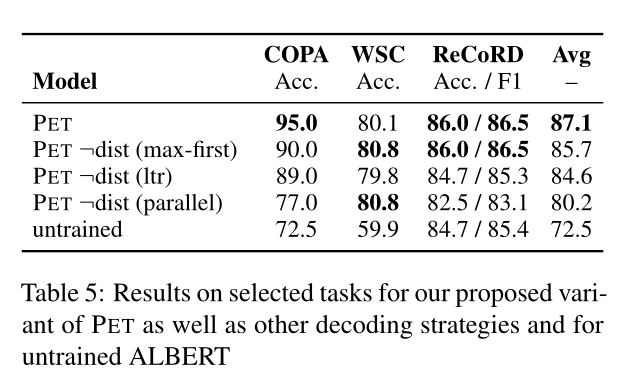 COPA WSC ReCoRD Avg
Model Acc. Acc. Acc. / F1 –
PET 95.0 80.1 86.0 / 86.5 87.1
PET ¬dist (max-first) 90.0 80.8 86.0 / 86.5 85.7
PET ¬dist (ltr) 89.0 79.8 84.7 / 85.3 84.6
PET ¬dist (parallel) 77.0 80.8 82.5 / 83.1 80.2
untrained 72.5 59.9 84.7 / 85.4 72.5
Table 5: Results on selected tasks for our proposed vari-
ant of PET as well as other decoding strategies and for
untrained ALBERT